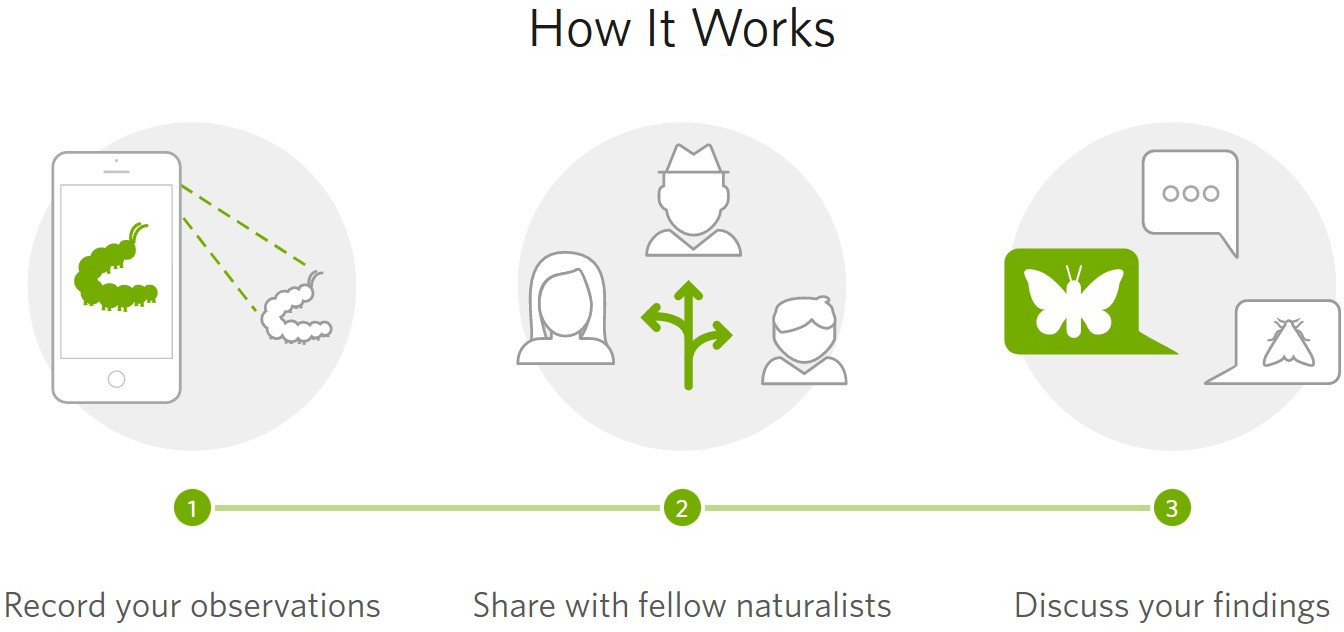 How It Works
1
2
3
Record your observations
Share with fellow naturalists
Discuss your findings